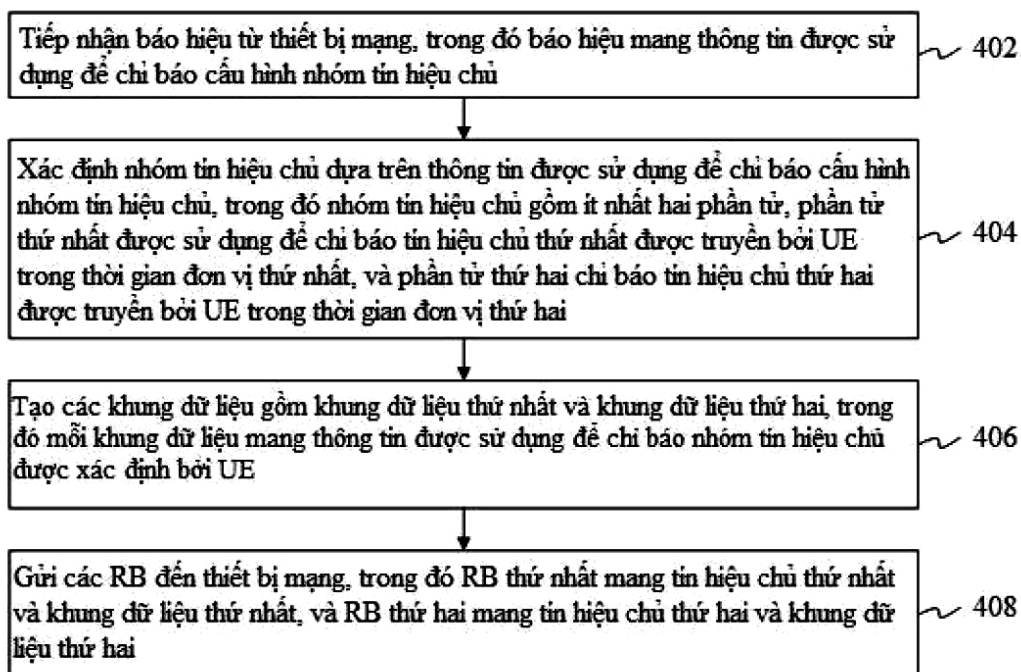 Tiếp nhận báo hiệu từ thiết bị mạng, trong đó báo hiệu mang thông tin được sử
dụng để chỉ báo cấu hình nhóm tín hiệu chủ
402
Xác định nhóm tín hiệu chủ dựa trên thông tin được sử dụng để chỉ báo cấu hình
nhóm tín hiệu chủ, trong đó nhóm tín hiệu chủ gồm ít nhất hai phần tử, phần tử
thứ nhất được sử dụng để chỉ báo tín hiệu chủ thứ nhất được truyền bởi UE
trong thời gian đơn vị thứ nhất, và phần tử thứ hai chỉ báo tín hiệu chủ thứ hai
được truyền bởi UE trong thời gian đơn vị thứ hai
404
Tạo các khung dữ liệu gồm khung dữ liệu thứ nhất và khung dữ liệu thứ hai, trong
đó mỗi khung dữ liệu mang thông tin được sử dụng để chỉ báo nhóm tín hiệu chủ
được xác định bởi UE
406
Gửi các RB đến thiết bị mạng, trong đó RB thứ nhất mang tín hiệu chủ thứ nhất
và khung dữ liệu thứ nhất, và RB thứ hai mang tín hiệu chủ thứ hai và khung dữ
liệu thứ hai
408